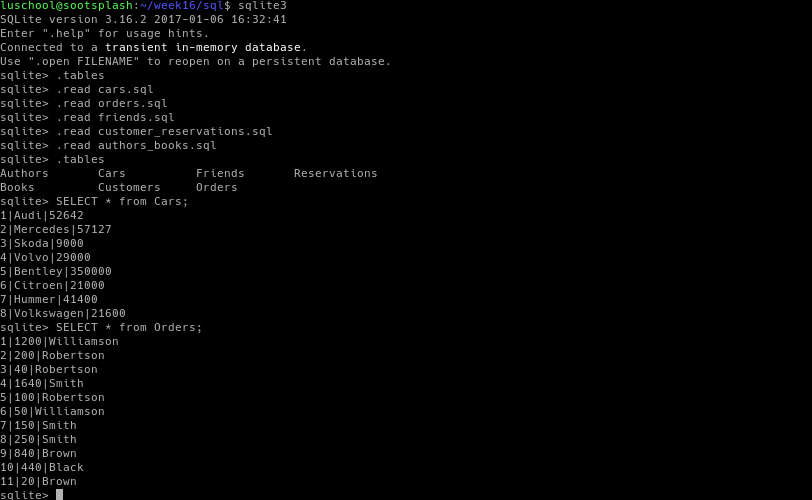 luschool@sootsplash:~/week16/sql$ sqlite3
SQLite version 3.16.2 2017-01-06 16:32:41
Enter ".help" for usage hints.
Connected to a transient in-memory database.
Use ".open FILENAME" to reopen on a persistent database.
sqlite> .tables
sqlite> .read cars.sql
sqlite> .read orders.sql
sqlite> .read friends.sql
sqlite> .read customer_reservations.sql
sqlite> .read authors_books.sql
sqlite> .tables
Authors       Cars          Friends       Reservations
Books         Customers     Orders
sqlite> SELECT * from Cars;
1|Audi|52642
2|Mercedes|57127
3|Skoda|9000
4|Volvo|29000
5|Bentley|350000
6|Citroen|21000
7|Hummer|41400
8|Volkswagen|21600
sqlite> SELECT * from Orders;
1|1200|Williamson
2|200|Robertson
3|40|Robertson
4|1640|Smith
5|100|Robertson
6|50|Williamson
7|150|Smith
8|250|Smith
9|840|Brown
10|440|Black
11|20|Brown
sqlite>